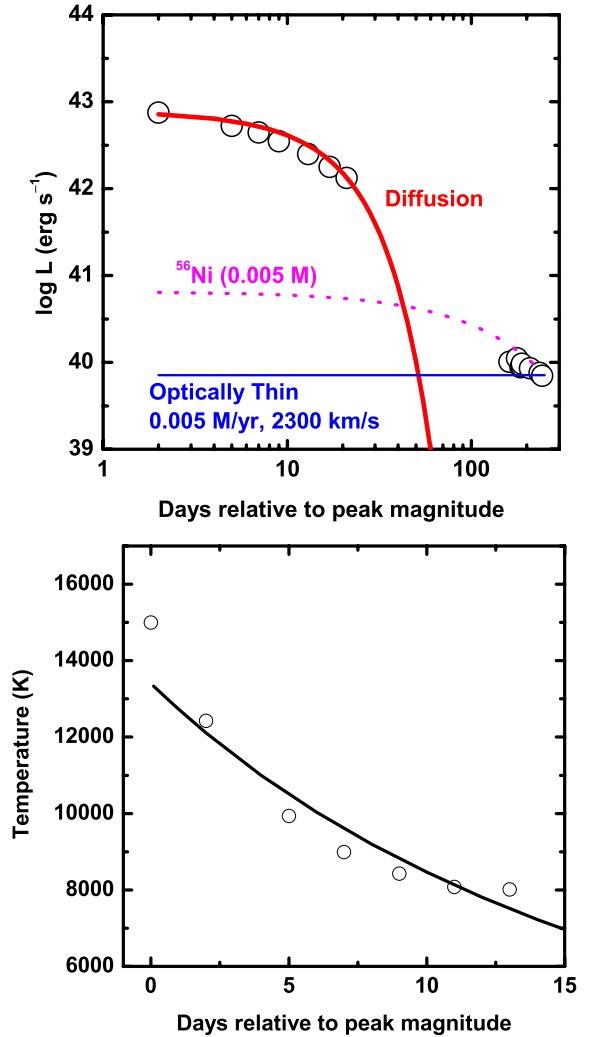 44
43
42
41
40
39
log L (erg s⁻¹)
Diffusion
⁵⁶Ni (0.005 M)
Optically Thin
0.005 M/yr, 2300 km/s
1 10 100
Days relative to peak magnitude
16000
14000
12000
10000
8000
6000
Temperature (K)
0 5 10 15
Days relative to peak magnitude